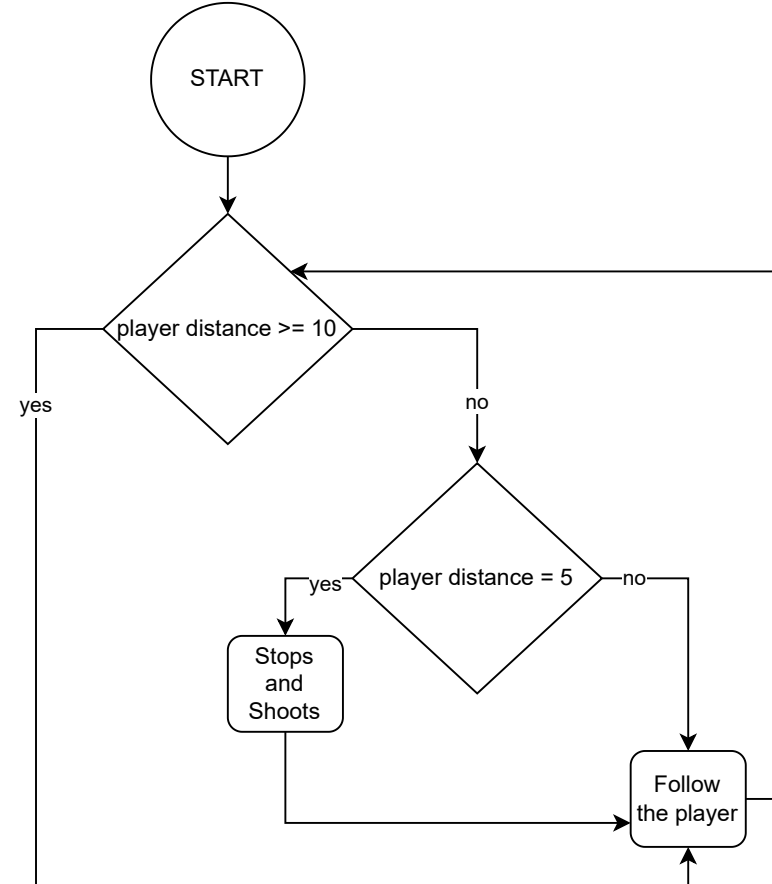 START
player distance >= 10
yes
no
player distance = 5
yes
no
Stops
and
Shoots
Follow
the player